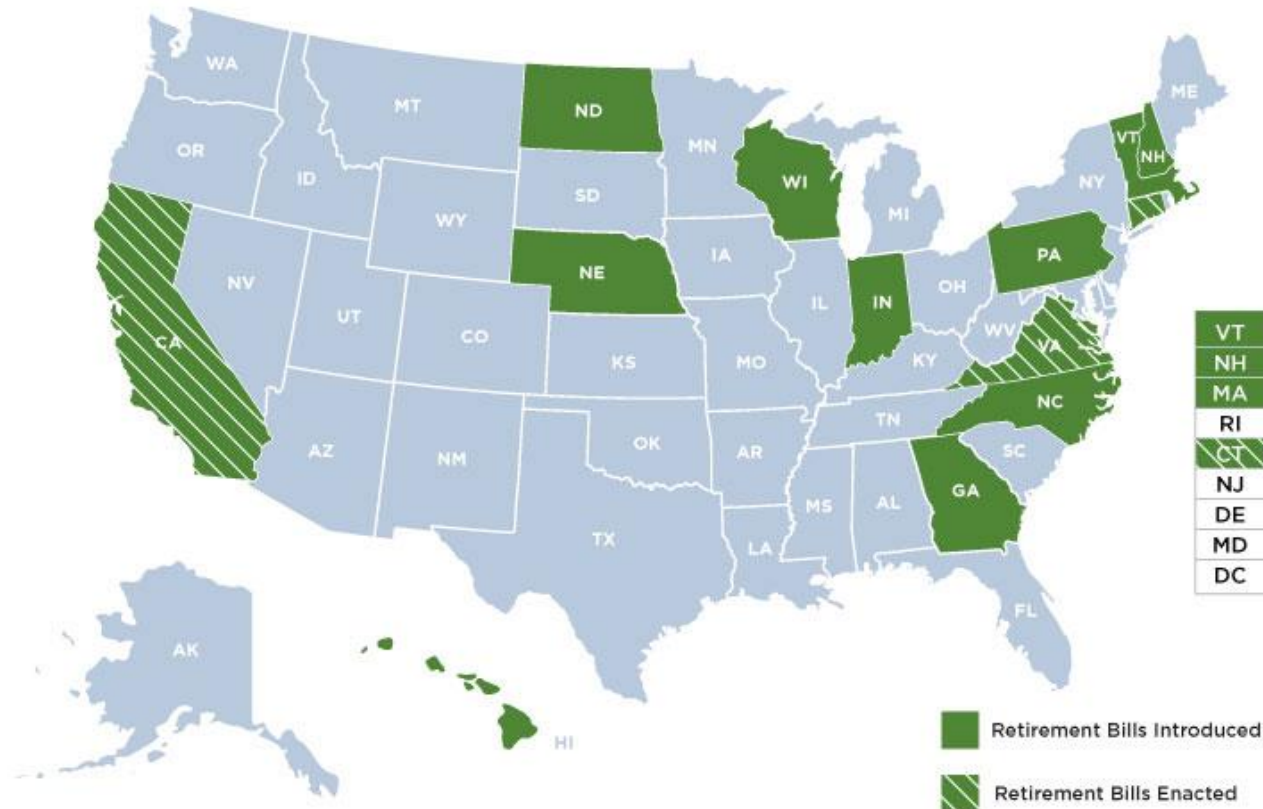 WA
MT
ND
MN
ME
OR
ID
WY
SD
WI
MI
NY
VT
NH
CA
NV
UT
CO
NE
IA
IL
IN
OH
PA
KS
MO
KY
WV
VA
AZ
NM
OK
AR
TN
NC
SC
TX
LA
MS
AL
GA
FL
AK
HI
VT
NH
MA
RI
CT
NJ
DE
MD
DC
Retirement Bills Introduced
Retirement Bills Enacted